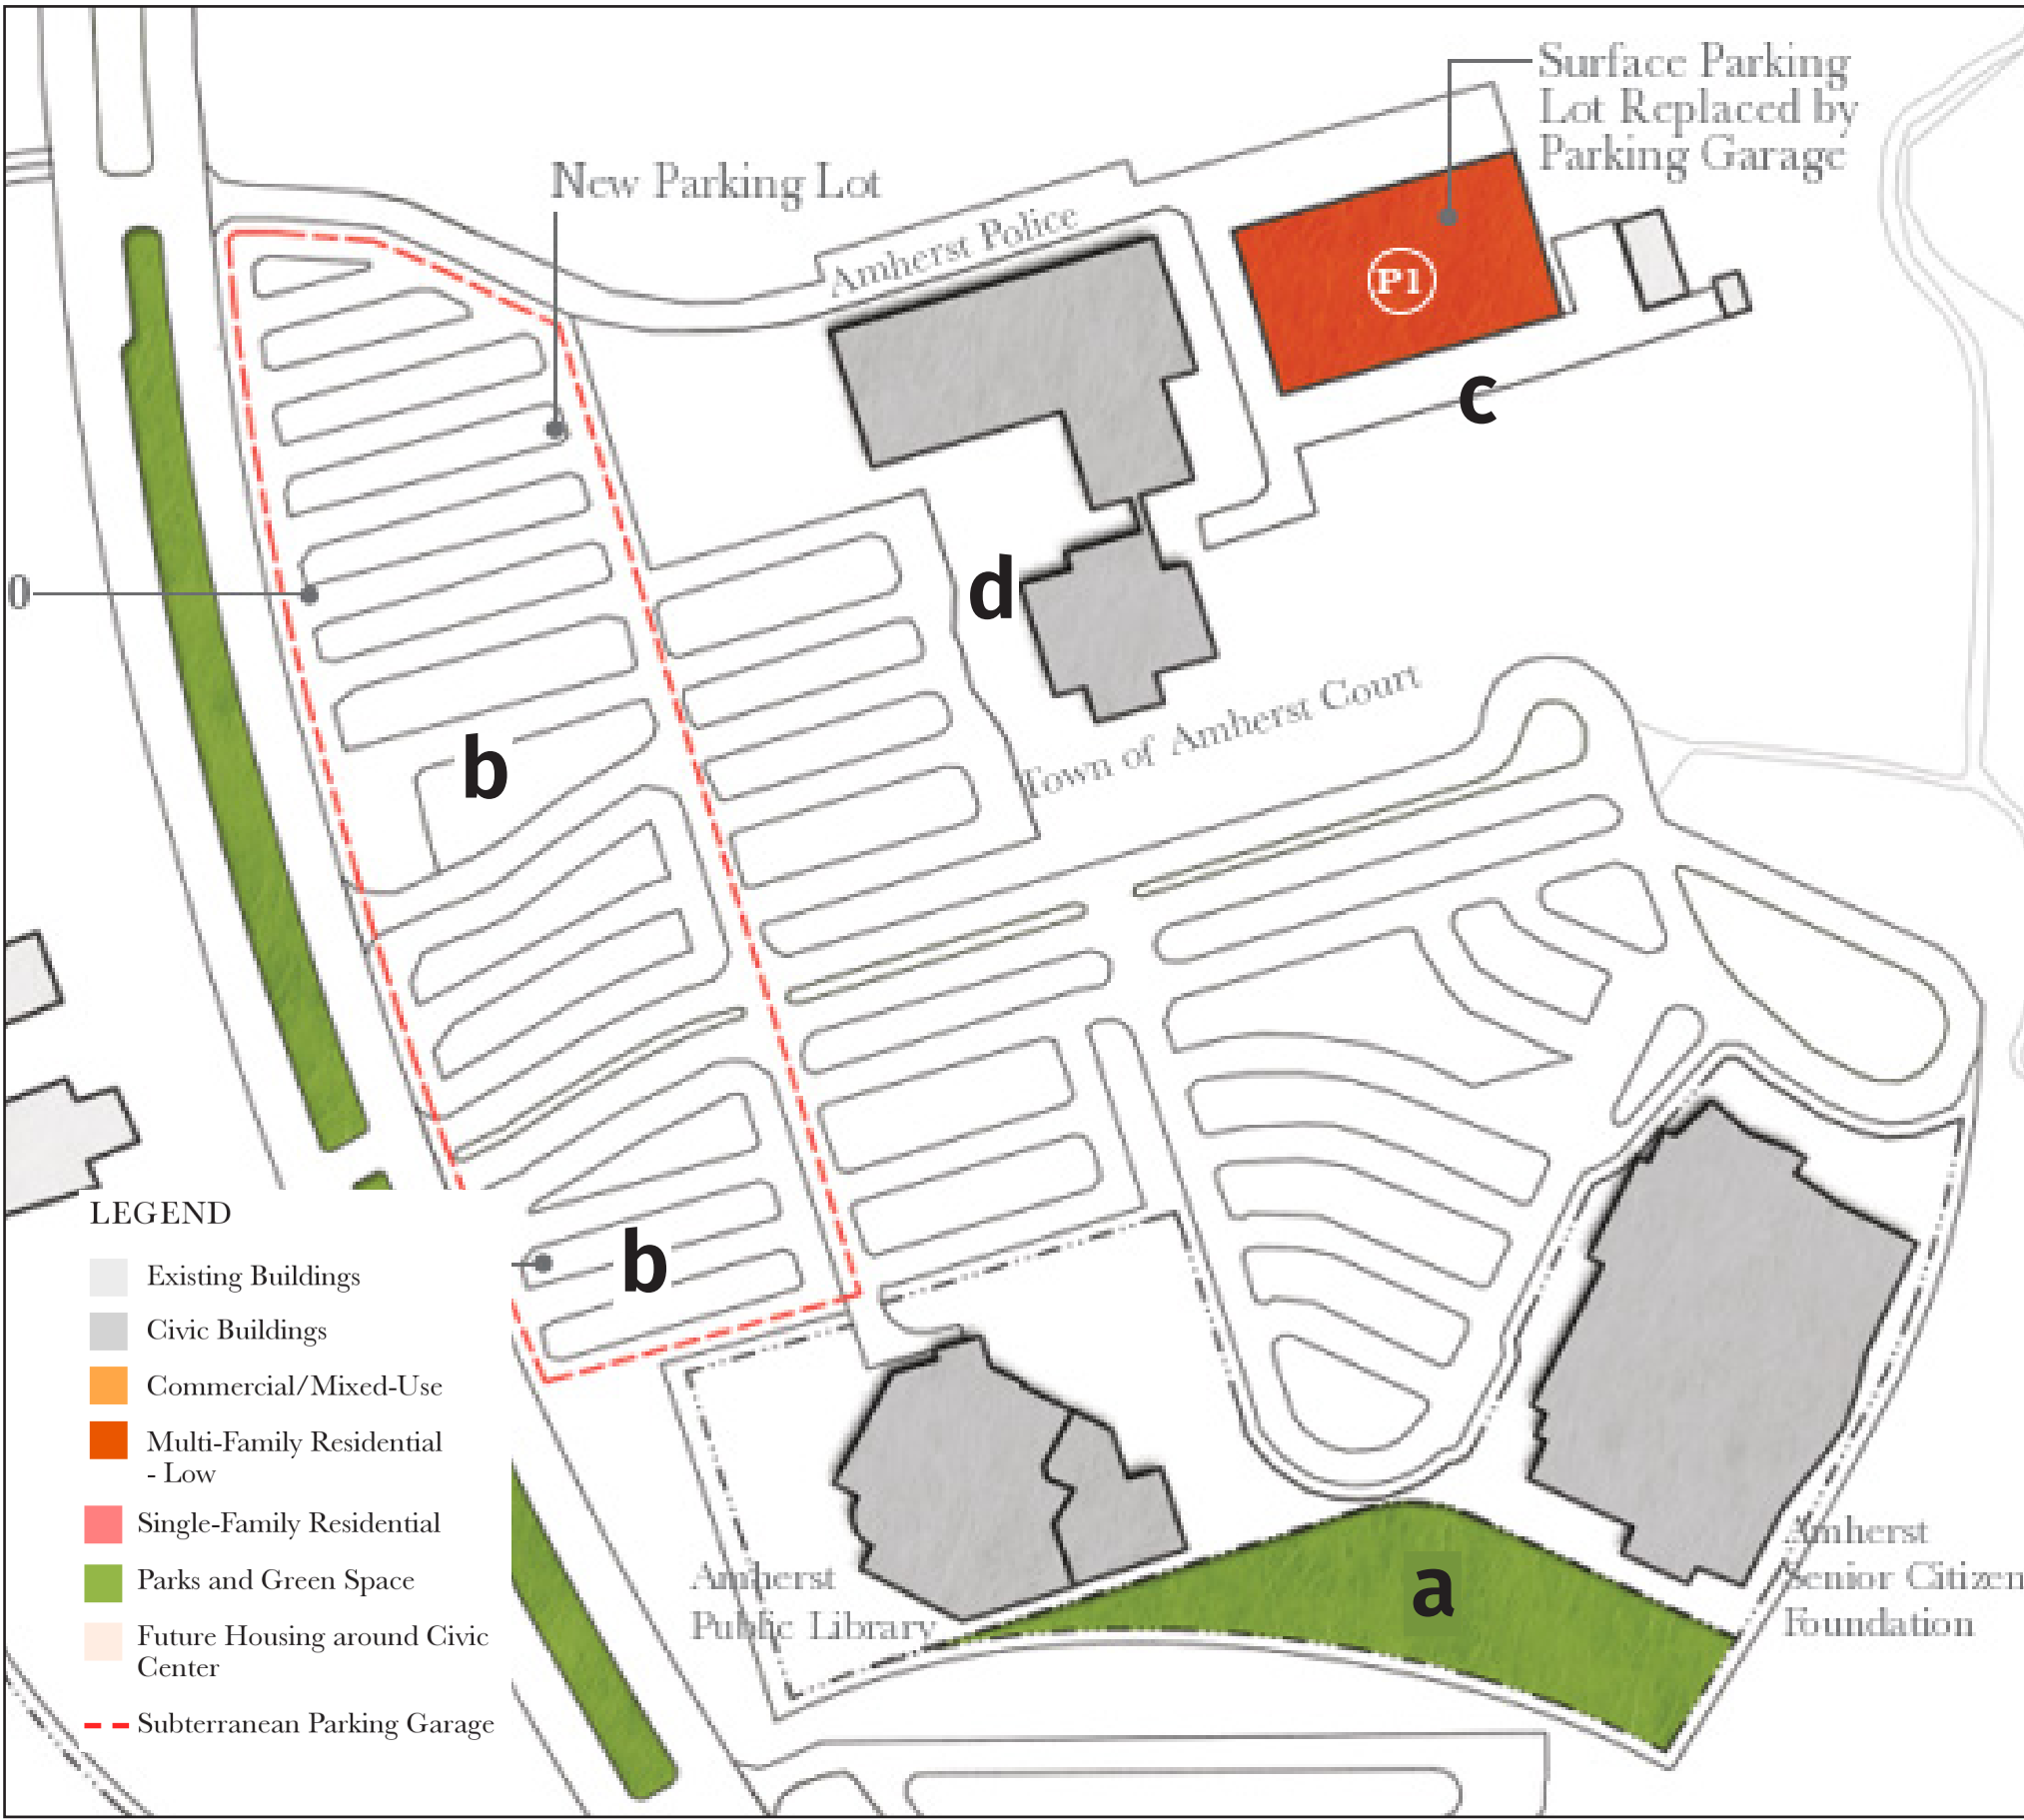 Surface Parking
Lot Replaced by
Parking Garage
New Parking Lot
Amherst Police
P1
c
0
d
Town of Amherst Court
b
LEGEND
Existing Buildings
Civic Buildings
Commercial/Mixed-Use
Multi-Family Residential
- Low
Single-Family Residential
Parks and Green Space
Future Housing around Civic
Center
Subterranean Parking Garage
b
a
Amherst
Public Library
Amherst
Senior Citizen
Foundation